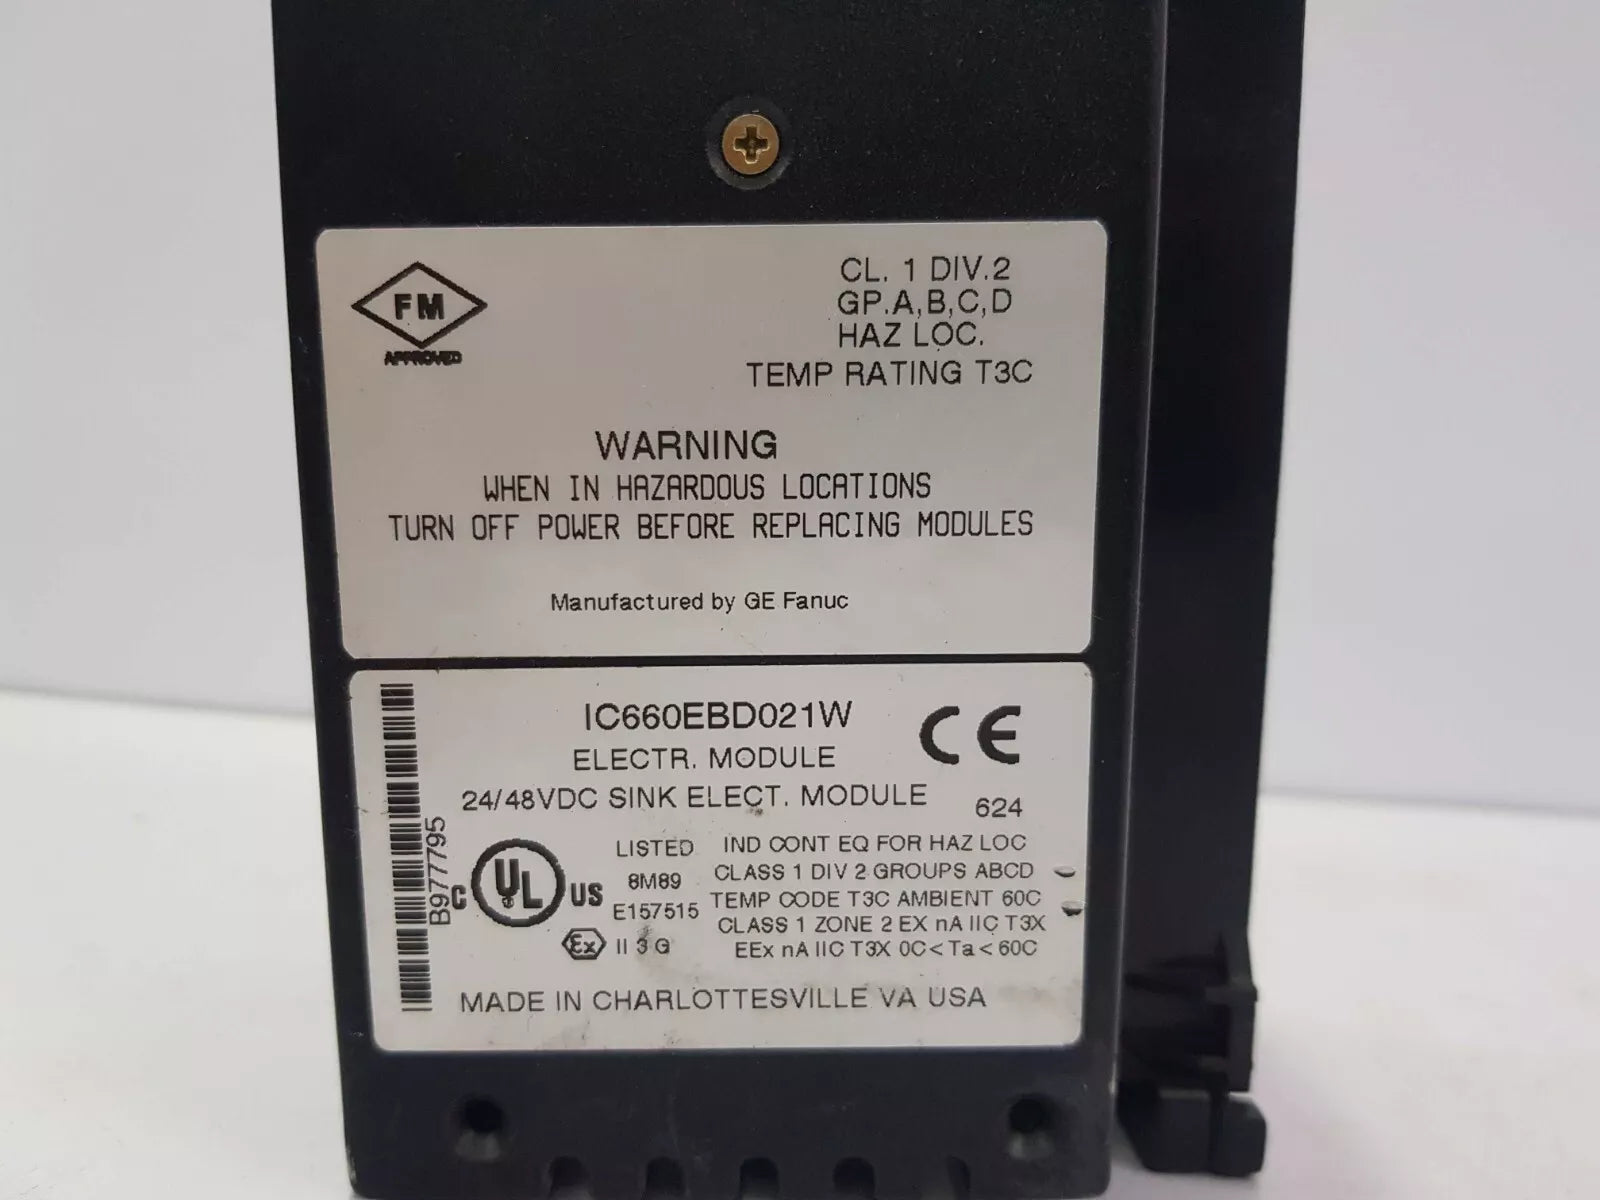 FM
APPROVED
CL. 1 DIV.2
GP.A,B,C,D
HAZ LOC.
TEMP RATING T3C
WARNING
WHEN IN HAZARDOUS LOCATIONS
TURN OFF POWER BEFORE REPLACING MODULES
Manufactured by GE Fanuc
B977795
IC660EBD021W
CE
ELECTR. MODULE
24/48VDC SINK ELECT. MODULE
624
C UL US
LISTED
8M89
E157515
Ex II 3 G
IND CONT EQ FOR HAZ LOC
CLASS 1 DIV 2 GROUPS ABCD
TEMP CODE T3C AMBIENT 60C
CLASS 1 ZONE 2 EX nA IIC T3X
EEx nA IIC T3X 0C<Ta<60C
MADE IN CHARLOTTESVILLE VA USA